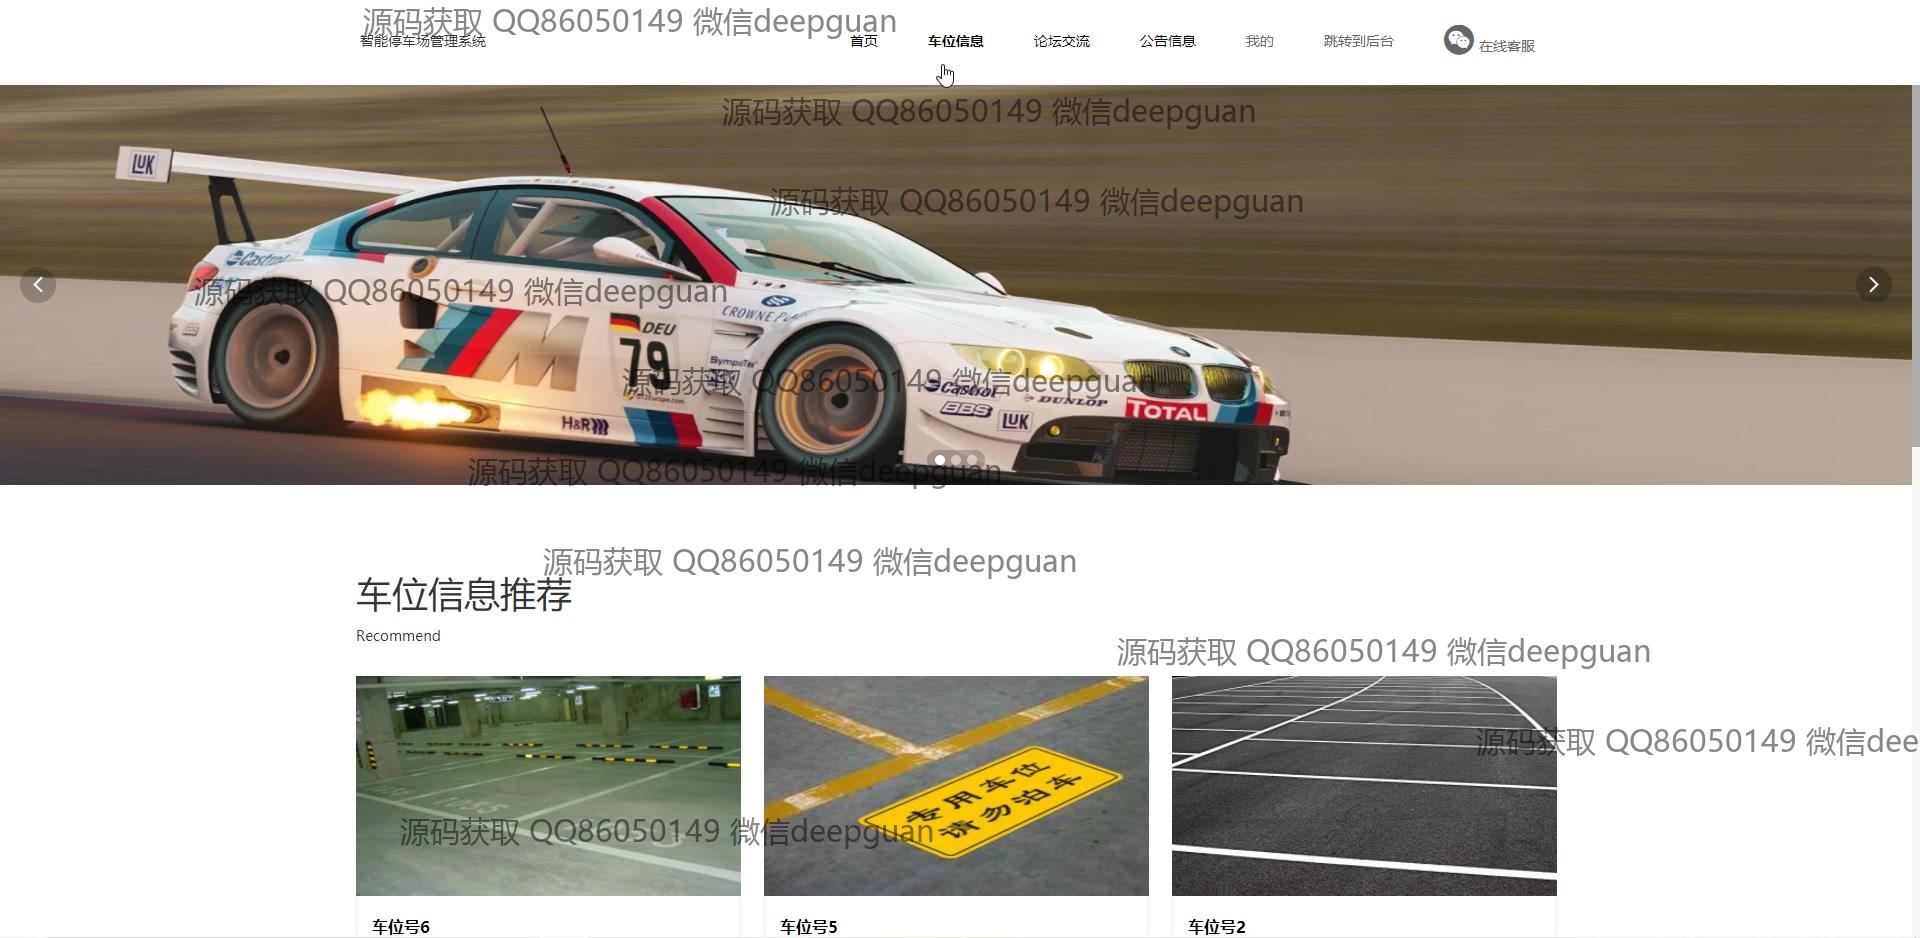 源码获取 QQ86050149 微信deepguan
智能停车场管理系统
首页
车位信息
论坛交流
公告信息
我的
跳转到后台
在线客服
源码获取 QQ86050149 微信deepguan
LUK
源码获取 QQ86050149 微信deepguan
Castrol
源码获取 QQ86050149 微信deepguan
CROWNE PL
DEU
79
M
SympaTex
源码获取 QQ86050149 微信deepguan
Castrol
DUNLOP
BBS
LUK
TOTAL
H&R
源码获取 QQ86050149 微信deepguan
源码获取 QQ86050149 微信deepguan
车位信息推荐
Recommend
源码获取 QQ86050149 微信deepguan
源码获取 QQ86050149 微信dee
专用车位
请勿泊车
源码获取 QQ86050149 微信deepguan
车位号6
车位号5
车位号2